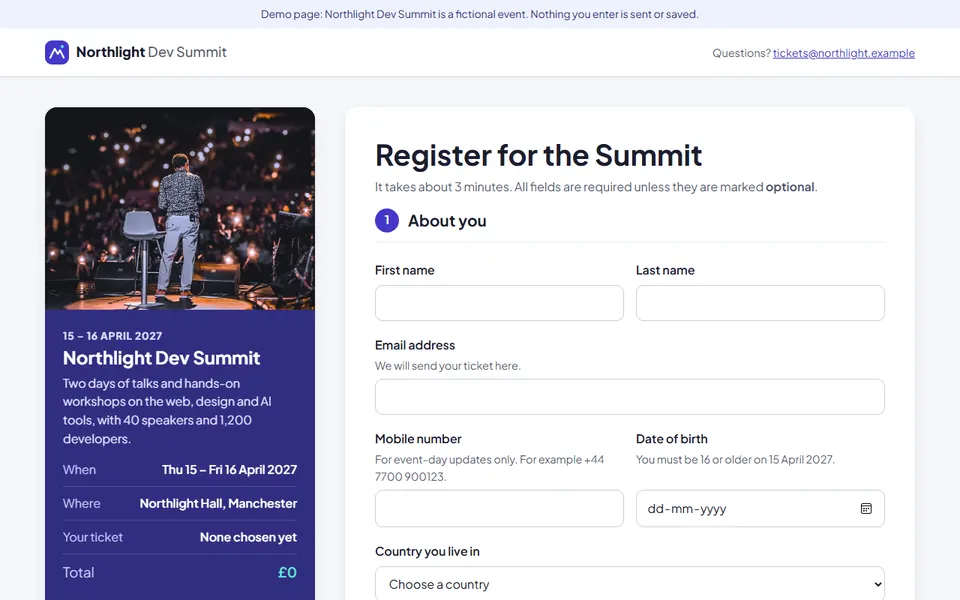 Demo page: Northlight Dev Summit is a fictional event. Nothing you enter is sent or saved.
Northlight Dev Summit
Questions? tickets@northlight.example
15 – 16 APRIL 2027
Northlight Dev Summit
Two days of talks and hands-on
workshops on the web, design and AI
tools, with 40 speakers and 1,200
developers.
When Thu 15 – Fri 16 April 2027
Where Northlight Hall, Manchester
Your ticket None chosen yet
Total £0
Register for the Summit
It takes about 3 minutes. All fields are required unless they are marked optional.
1 About you
First name
Last name
Email address
We will send your ticket here.
Mobile number
For event-day updates only. For example +44
7700 900123.
Date of birth
You must be 16 or older on 15 April 2027.
dd-mm-yyyy
Country you live in
Choose a country